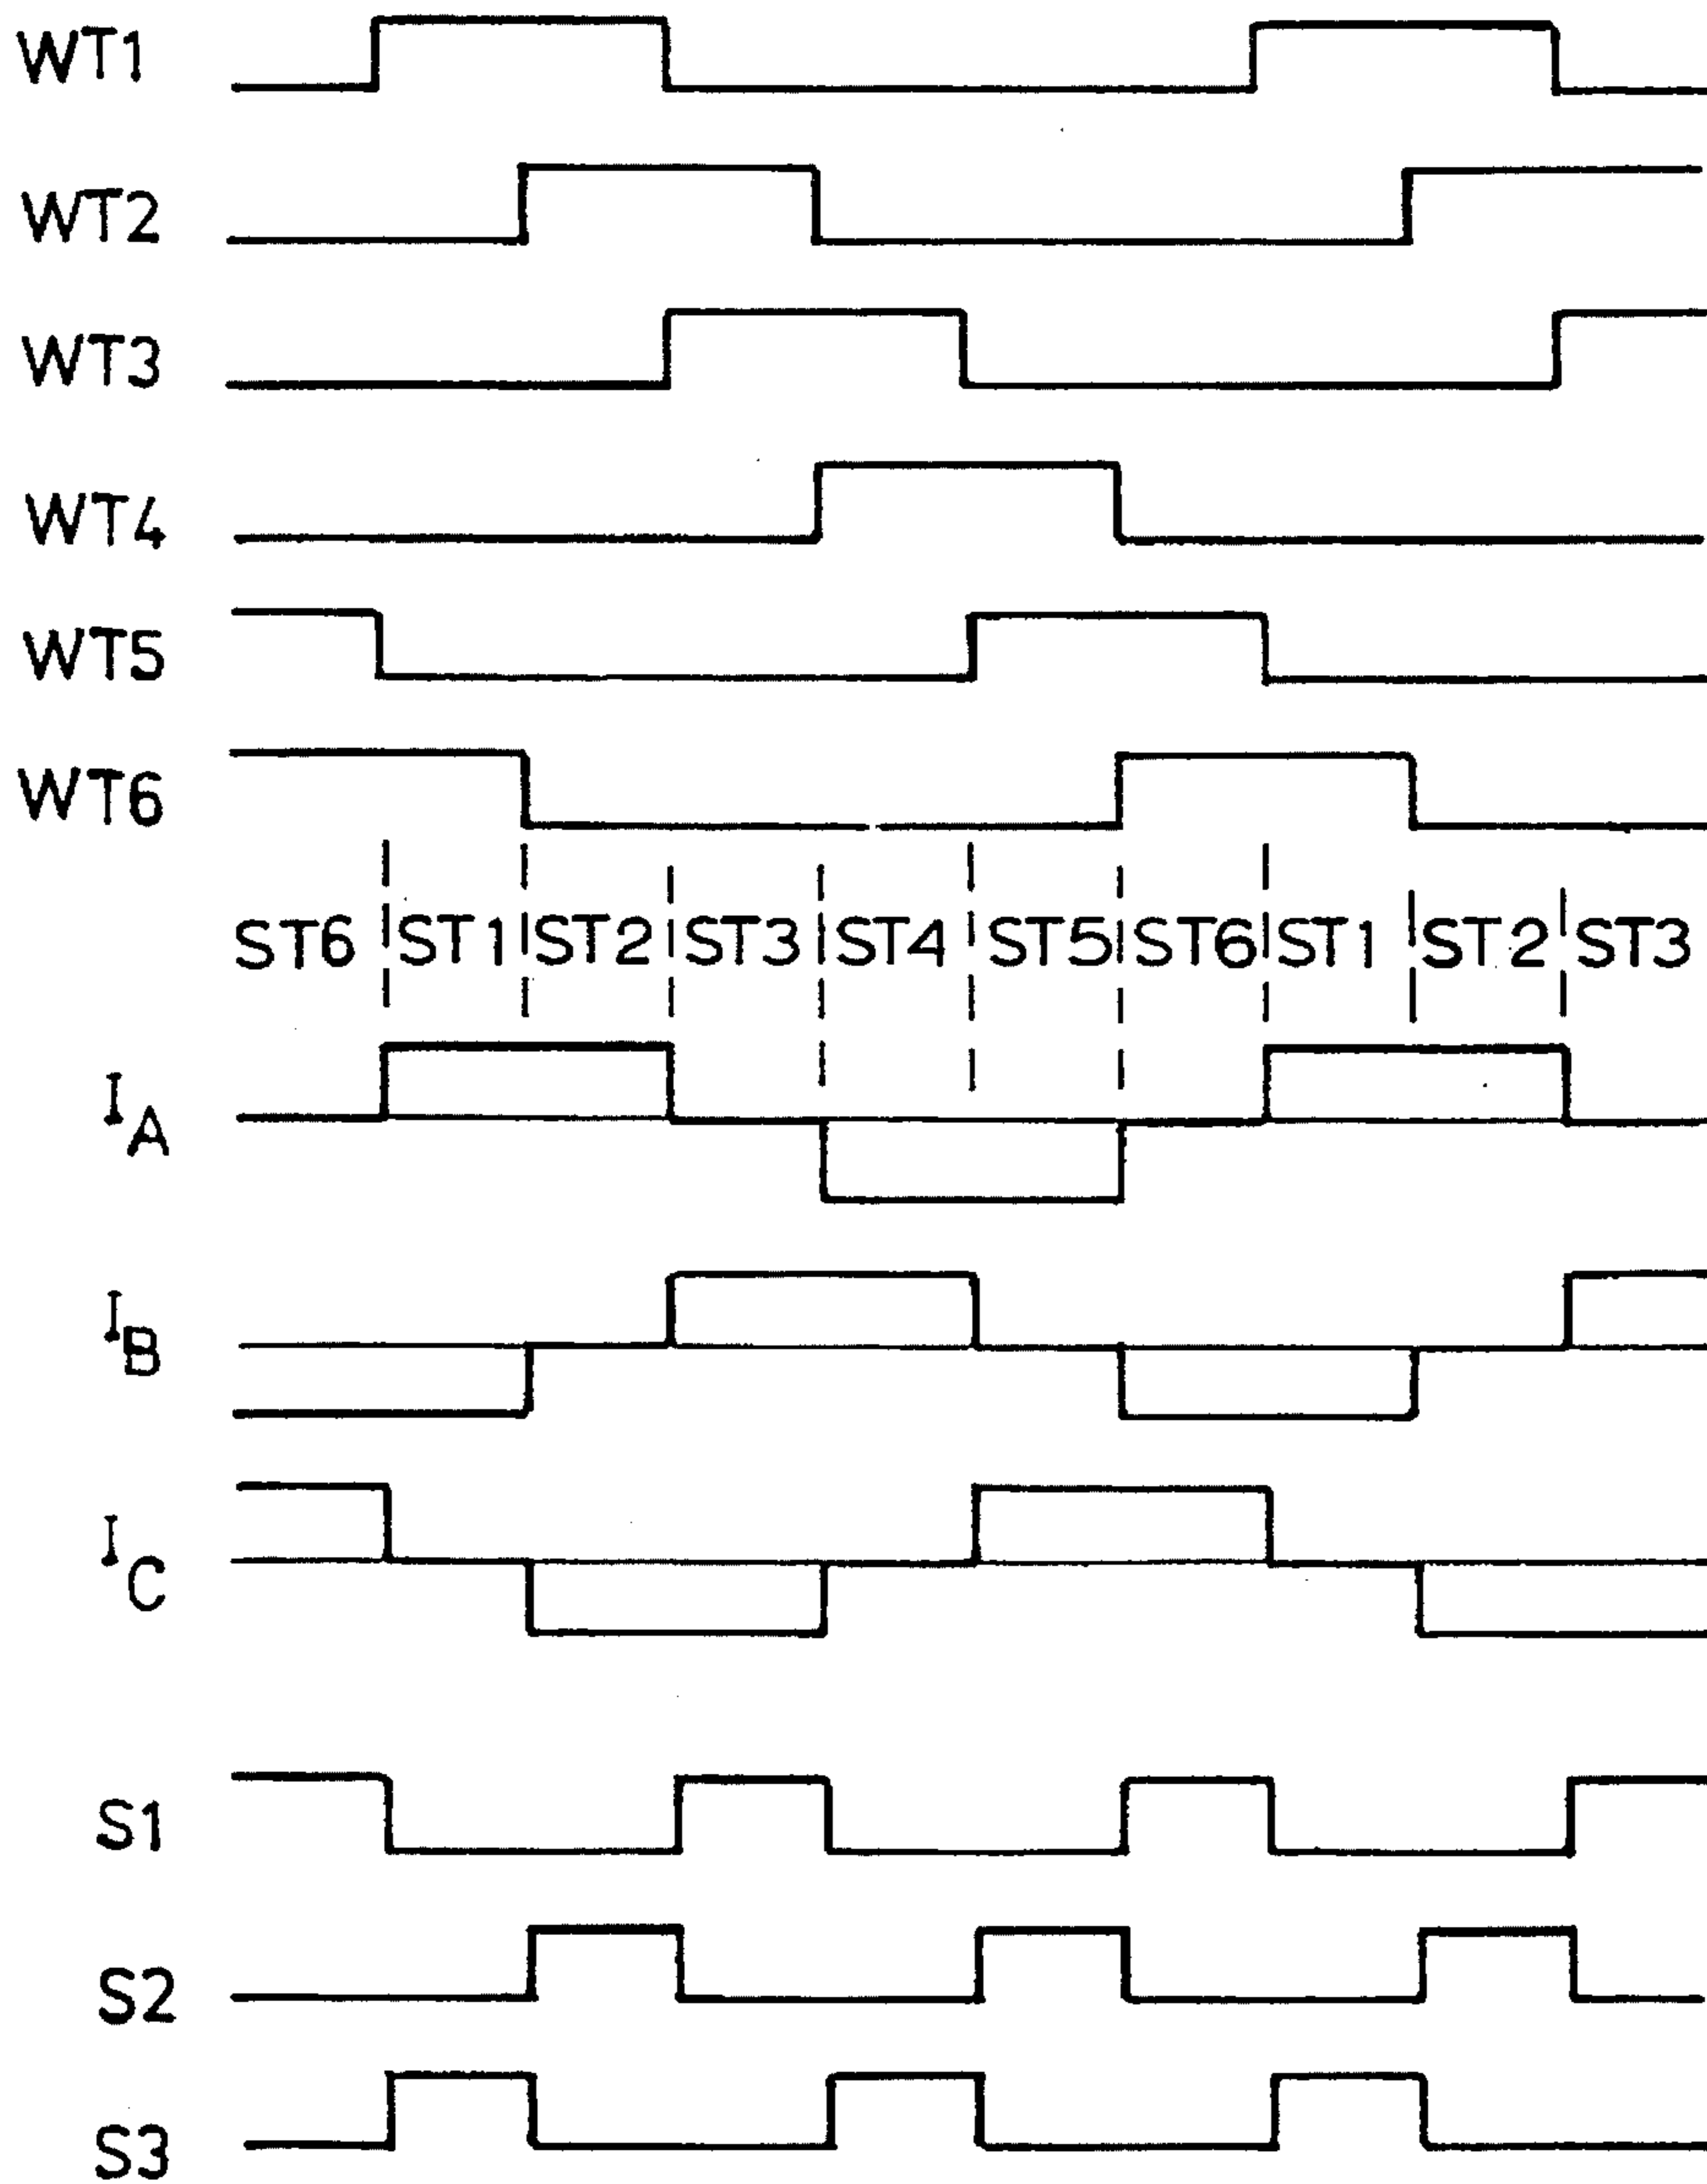 WT1
WT2
WT3
WT4
WT5
WT6
ST6 ST1 ST2 ST3 ST4 ST5 ST6 ST1 ST2 ST3
IA
IB
IC
S1
S2
S3